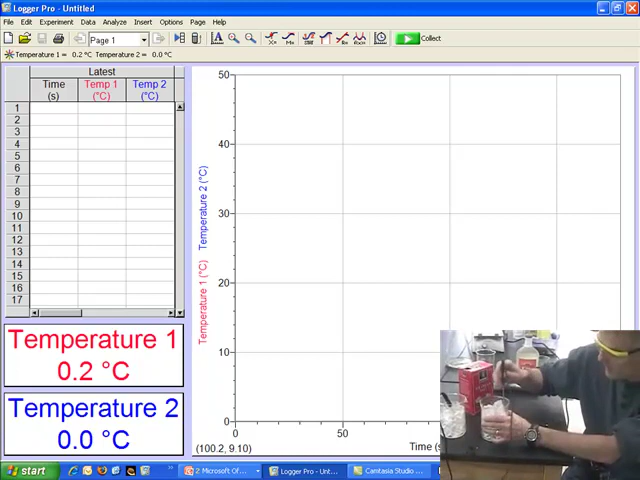 Logger Pro - Untitled
File Edit Experiment Data Analyze Insert Options Page Help
Page 1
Collect
Temperature 1 = 0.2 °C Temperature 2 = 0.0 °C
Latest
Time Temp 1 Temp 2
(s) (°C) (°C)
1
2
3
4
5
6
7
8
9
10
11
12
13
14
15
16
17
Temperature 1
0.2 °C
Temperature 2
0.0 °C
Temperature 1 (°C) Temperature 2 (°C)
50
40
30
20
10
0
0 50
(100.2, 9.10) Time (s)
start 2 Microsoft Of... Logger Pro - Unt... Camtasia Studio ...